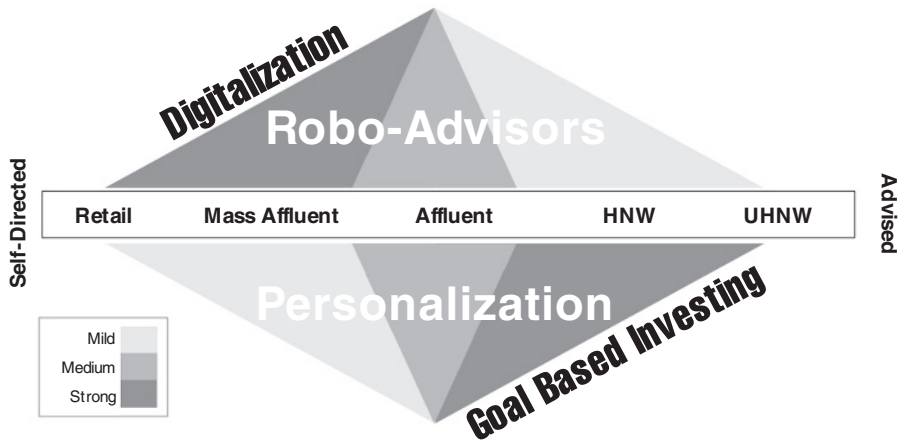 Digitalization
Robo-Advisors
Self-Directed
Retail Mass Affluent Affluent HNW UHNW
Advised
Personalization
Goal Based Investing
Mild
Medium
Strong